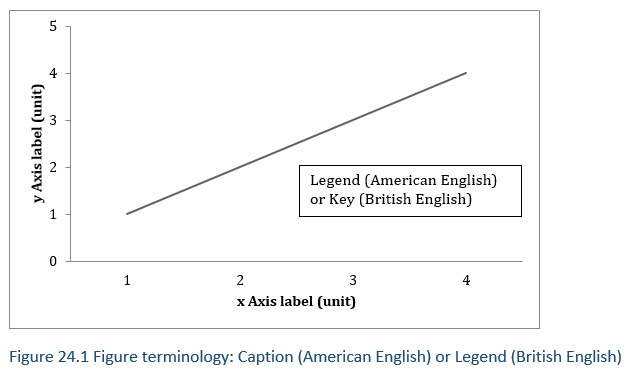 5
4
3
2
1
0
y Axis label (unit)
Legend (American English)
or Key (British English)
1 2 3 4
x Axis label (unit)
Figure 24.1 Figure terminology: Caption (American English) or Legend (British English)